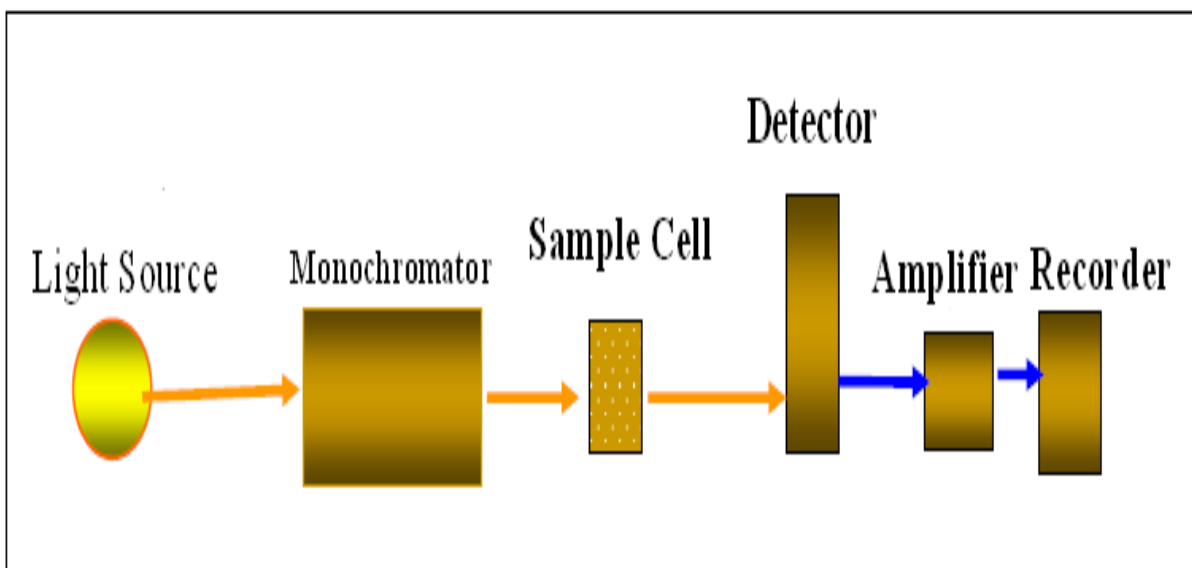 Light Source
Monochromator
Sample Cell
Detector
Amplifier
Recorder